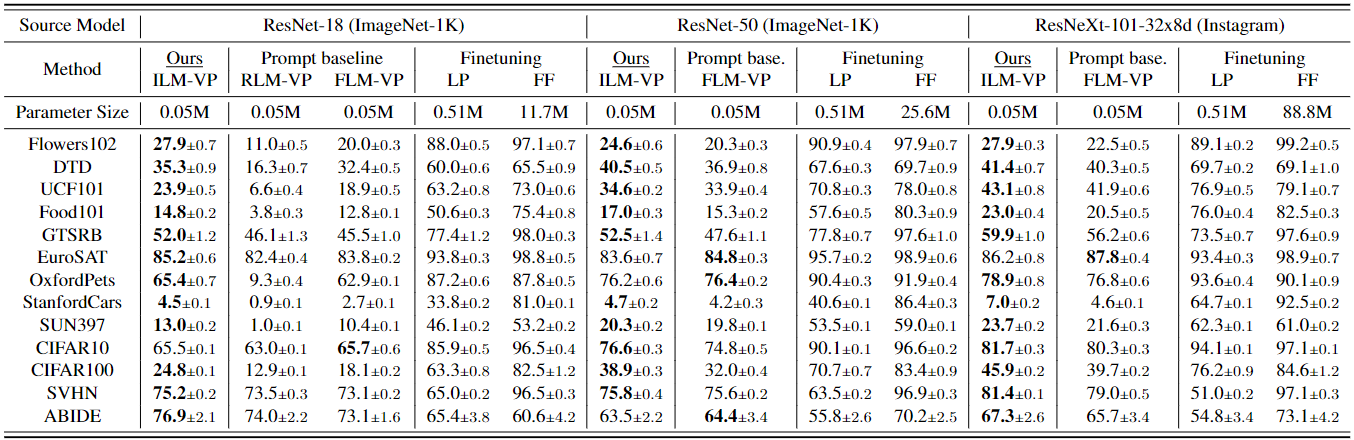 Source Model ResNet-18 (ImageNet-1K) ResNet-50 (ImageNet-1K) ResNeXt-101-32x8d (Instagram)
Method Ours Prompt baseline Finetuning Ours Prompt base. Finetuning Ours Prompt base. Finetuning
ILM-VP RLM-VP FLM-VP LP FF ILM-VP FLM-VP LP FF ILM-VP FLM-VP LP FF
Parameter Size 0.05M 0.05M 0.05M 0.51M 11.7M 0.05M 0.05M 0.51M 25.6M 0.05M 0.05M 0.51M 88.8M
Flowers102 27.9±0.7 11.0±0.5 20.0±0.3 88.0±0.5 97.1±0.7 24.6±0.6 20.3±0.3 90.9±0.4 97.9±0.7 27.9±0.3 22.5±0.5 89.1±0.2 99.2±0.5
DTD 35.3±0.9 16.3±0.7 32.4±0.5 60.0±0.6 65.5±0.9 40.5±0.5 36.9±0.8 67.6±0.3 69.7±0.9 41.4±0.7 40.3±0.5 69.7±0.2 69.1±1.0
UCF101 23.9±0.5 6.6±0.4 18.9±0.5 63.2±0.8 73.0±0.6 34.6±0.2 33.9±0.4 70.8±0.3 78.0±0.8 43.1±0.8 41.9±0.6 76.9±0.5 79.1±0.7
Food101 14.8±0.2 3.8±0.3 12.8±0.1 50.6±0.3 75.4±0.8 17.0±0.3 15.3±0.2 57.6±0.5 80.3±0.9 23.0±0.4 20.5±0.5 76.0±0.4 82.5±0.3
GTSRB 52.0±1.2 46.1±1.3 45.5±1.0 77.4±1.2 98.0±0.3 52.5±1.4 47.6±1.1 77.8±0.7 97.6±1.0 59.9±1.0 56.2±0.6 73.5±0.7 97.6±0.9
EuroSAT 85.2±0.6 82.4±0.4 83.8±0.2 93.8±0.3 98.8±0.5 83.6±0.7 84.8±0.3 95.7±0.2 98.9±0.6 86.2±0.8 87.8±0.4 93.4±0.3 98.9±0.7
OxfordPets 65.4±0.7 9.3±0.4 62.9±0.1 87.2±0.6 87.8±0.5 76.2±0.6 76.4±0.2 90.4±0.3 91.9±0.4 78.9±0.8 76.8±0.6 93.6±0.4 90.1±0.9
StanfordCars 4.5±0.1 0.9±0.1 2.7±0.1 33.8±0.2 81.0±0.1 4.7±0.2 4.2±0.3 40.6±0.1 86.4±0.3 7.0±0.2 4.6±0.1 64.7±0.1 92.5±0.2
SUN397 13.0±0.2 1.0±0.1 10.4±0.1 46.1±0.2 53.2±0.2 20.3±0.2 19.8±0.1 53.5±0.1 59.0±0.1 23.7±0.2 21.6±0.3 62.3±0.1 61.0±0.2
CIFAR10 65.5±0.1 63.0±0.1 65.7±0.6 85.9±0.5 96.5±0.4 76.6±0.3 74.8±0.5 90.1±0.1 96.6±0.2 81.7±0.3 80.3±0.3 94.1±0.1 97.1±0.1
CIFAR100 24.8±0.1 12.9±0.1 18.1±0.2 63.3±0.8 82.5±1.2 38.9±0.3 32.0±0.4 70.7±0.7 83.4±0.9 45.9±0.2 39.7±0.2 76.2±0.9 84.6±1.2
SVHN 75.2±0.2 73.5±0.3 73.1±0.2 65.0±0.2 96.5±0.3 75.8±0.4 75.6±0.2 63.5±0.2 96.9±0.3 81.4±0.1 79.0±0.5 51.0±0.2 97.1±0.3
ABIDE 76.9±2.1 74.0±2.2 73.1±1.6 65.4±3.8 60.6±4.2 63.5±2.2 64.4±3.4 55.8±2.6 70.2±2.5 67.3±2.6 65.7±3.4 54.8±3.4 73.1±4.2